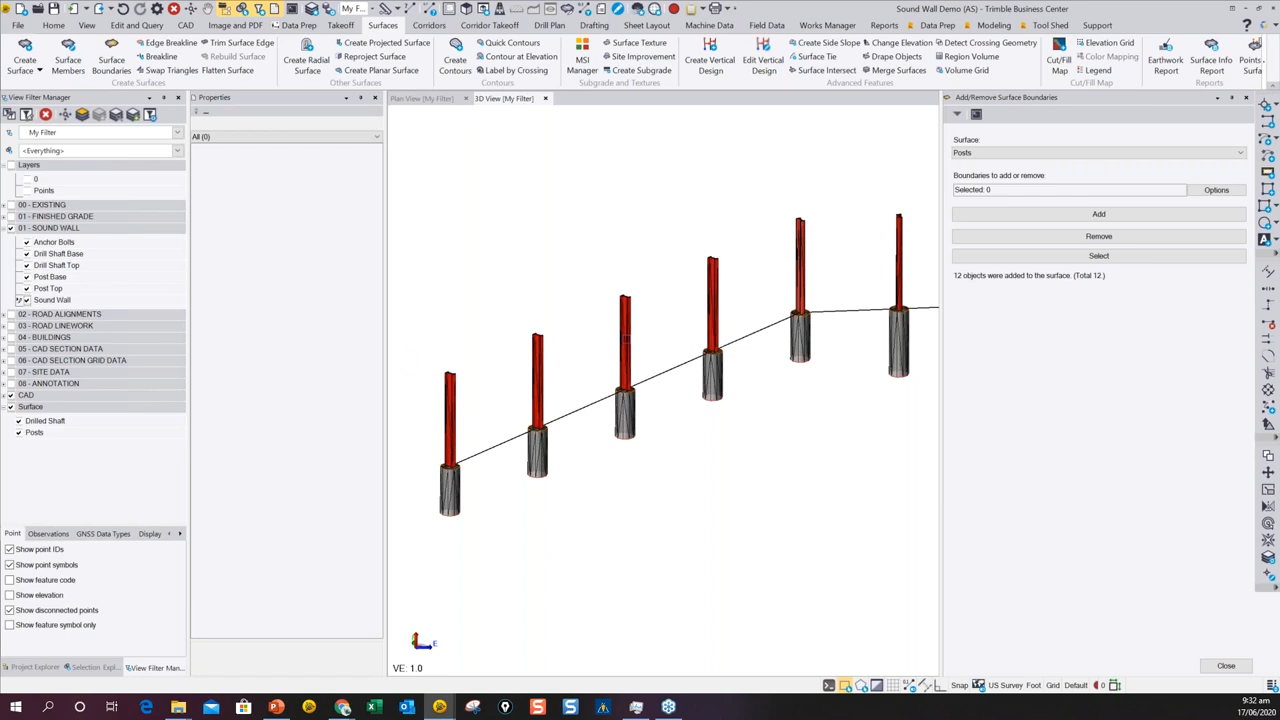 My F...
Sound Wall Demo (AS) - Trimble Business Center
File
Home
View
Edit and Query
CAD
Image and PDF
Data Prep
Takeoff
Surfaces
Corridors
Corridor Takeoff
Drill Plan
Drafting
Sheet Layout
Machine Data
Field Data
Works Manager
Reports
Data Prep
Modeling
Tool Shed
Support
Create Surface
Surface Members
Surface Boundaries
Edge Breakline
Breakline
Swap Triangles
Trim Surface Edge
Rebuild Surface
Flatten Surface
Create Surfaces
Create Radial Surface
Create Projected Surface
Reproject Surface
Create Planar Surface
Other Surfaces
Create Contours
Quick Contours
Contour at Elevation
Label by Crossing
Contours
MSI Manager
Surface Texture
Site Improvement
Create Subgrade
Subgrade and Textures
Create Vertical Design
Edit Vertical Design
Create Side Slope
Surface Tie
Surface Intersect
Change Elevation
Drape Objects
Merge Surfaces
Detect Crossing Geometry
Region Volume
Volume Grid
Advanced Features
Cut/Fill Map
Elevation Grid
Color Mapping
Legend
Cut/Fill Map
Earthwork Report
Surface Info Report
Points
Surf
Reports
View Filter Manager
My Filter
<Everything>
Layers
0
Points
00 - EXISTING
01 - FINISHED GRADE
01 - SOUND WALL
Anchor Bolts
Drill Shaft Base
Drill Shaft Top
Post Base
Post Top
Sound Wall
02 - ROAD ALIGNMENTS
03 - ROAD LINEWORK
04 - BUILDINGS
05 - CAD SECTION DATA
06 - CAD SELCTION GRID DATA
07 - SITE DATA
08 - ANNOTATION
CAD
Surface
Drilled Shaft
Posts
Point
Observations
GNSS Data Types
Display
Show point IDs
Show point symbols
Show feature code
Show elevation
Show disconnected points
Show feature symbol only
Project Explorer
Selection Expl...
View Filter Man...
Properties
All (0)
Plan View [My Filter]
3D View [My Filter]
E
VE: 1.0
Add/Remove Surface Boundaries
Surface:
Posts
Boundaries to add or remove:
Selected: 0
Options
Add
Remove
Select
12 objects were added to the surface. (Total 12.)
Close
Snap
US Survey Foot
Grid
Default
0
9:32 am
17/06/2020